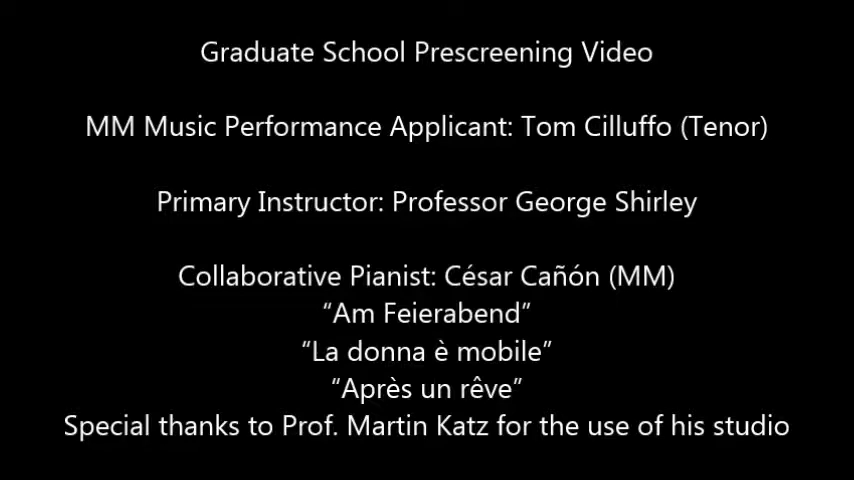 Graduate School Prescreening Video
MM Music Performance Applicant: Tom Cilluffo (Tenor)
Primary Instructor: Professor George Shirley
Collaborative Pianist: César Cañón (MM)
“Am Feierabend”
“La donna è mobile”
“Après un rêve”
Special thanks to Prof. Martin Katz for the use of his studio